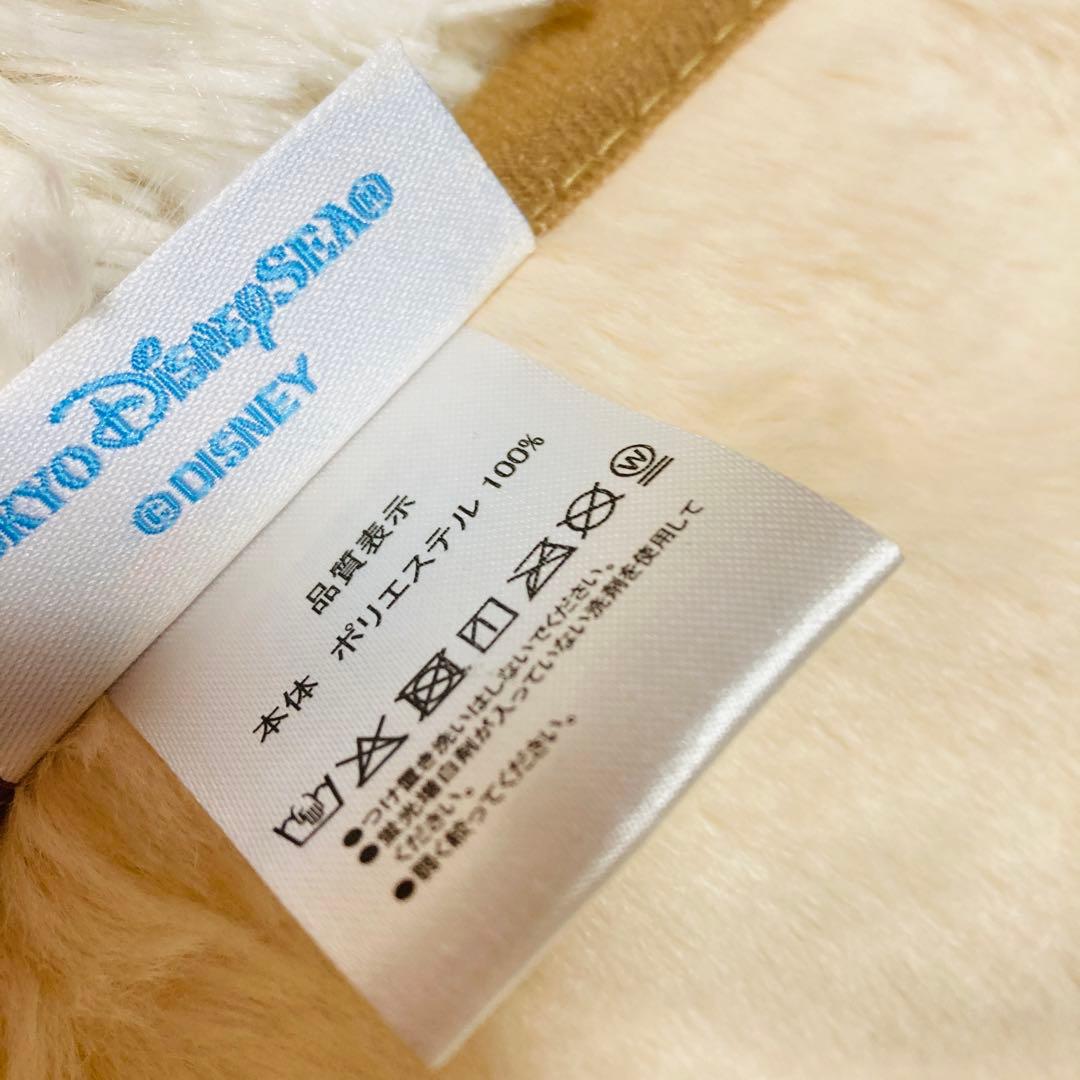 KYO DISNEYSEA®
©DISNEY
品質表示
本体 ポリエステル 100%
W
●つけ置き洗いはしないでください。
●蛍光増白剤が入っていない洗剤を使用して
ください。
●弱く絞ってください。